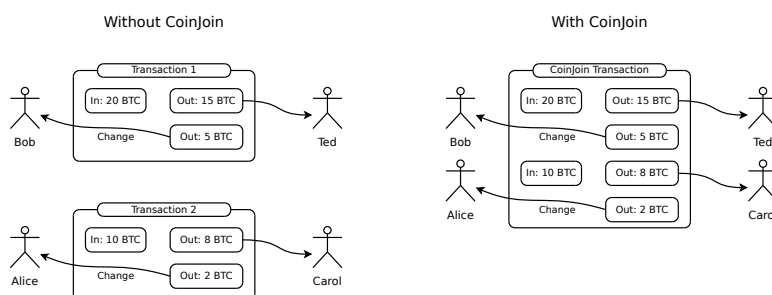 Without CoinJoin
Transaction 1
In: 20 BTC
Out: 15 BTC
Change
Out: 5 BTC
Bob
Ted
Transaction 2
In: 10 BTC
Out: 8 BTC
Change
Out: 2 BTC
Alice
Carol
With CoinJoin
CoinJoin Transaction
In: 20 BTC
Out: 15 BTC
Change
Out: 5 BTC
Bob
Ted
In: 10 BTC
Out: 8 BTC
Change
Out: 2 BTC
Alice